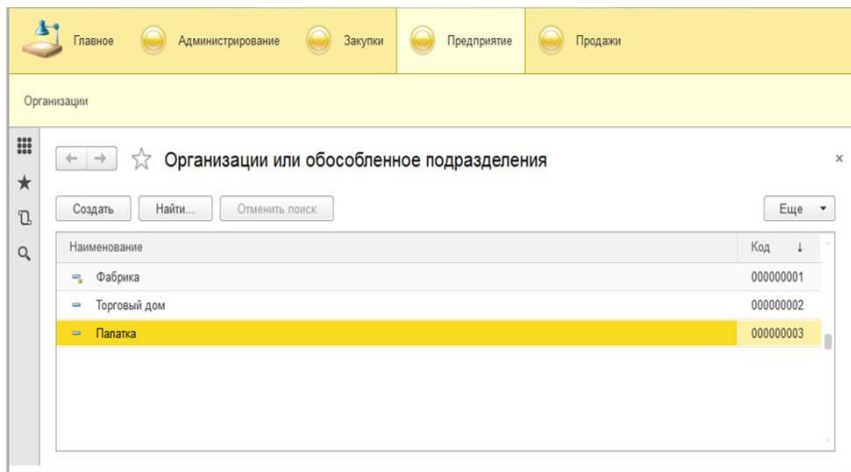 Главное Администрирование Закупки Предприятие Продажи
Организации
Организации или обособленное подразделения
Создать Найти... Отменить поиск Еще
Наименование Код
Фабрика 000000001
Торговый дом 000000002
Палатка 000000003